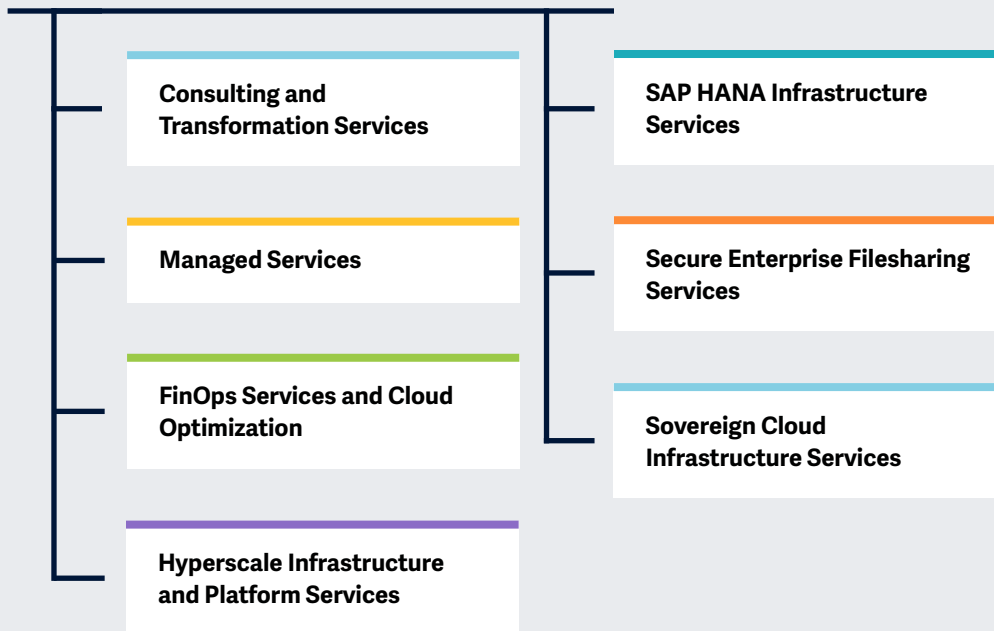 Consulting and
Transformation Services
Managed Services
FinOps Services and Cloud
Optimization
Hyperscale Infrastructure
and Platform Services
SAP HANA Infrastructure
Services
Secure Enterprise Filesharing
Services
Sovereign Cloud
Infrastructure Services